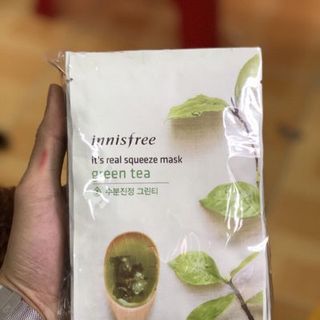 innisfree
it's real squeeze mask
green tea
수분진정 그린티